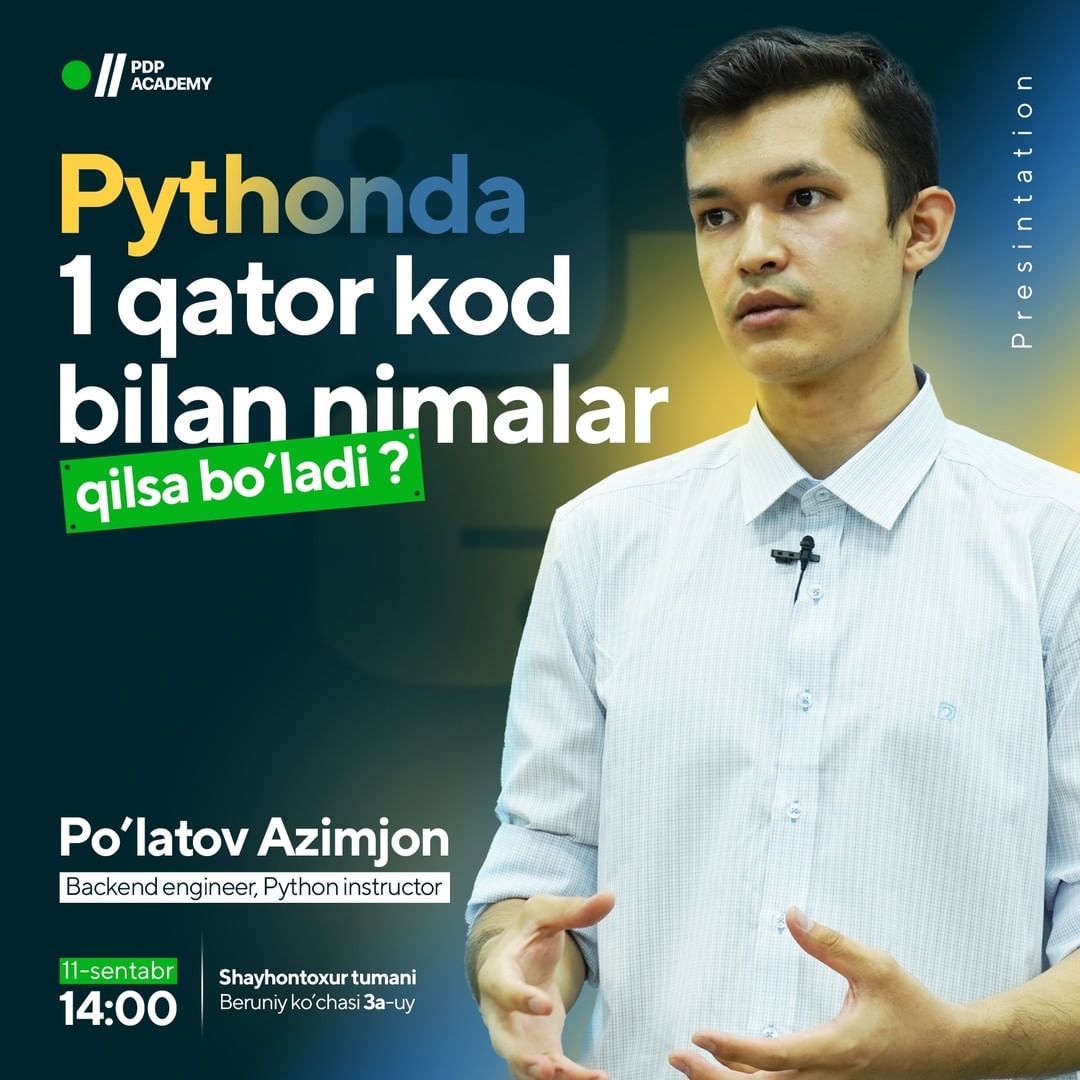 PDP
ACADEMY
Presintation
Pythonda
1 qator kod
bilan nimalar
qilsa bo‘ladi ?
Po‘latov Azimjon
Backend engineer, Python instructor
11-sentabr
14:00
Shayhontoxur tumani
Beruniy ko‘chasi 3a-uy